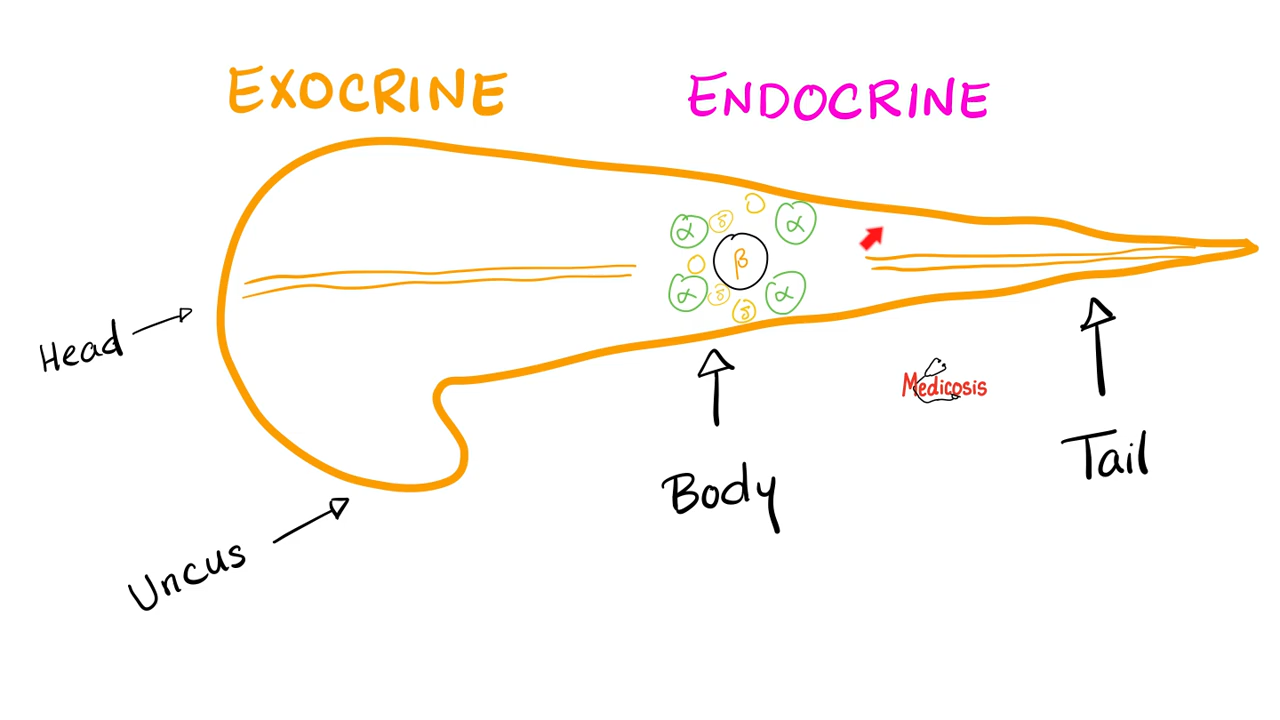 EXOCRINE
ENDOCRINE
α δ α
β
α δ α
δ
Head
Medicosis
Body
Tail
Uncus